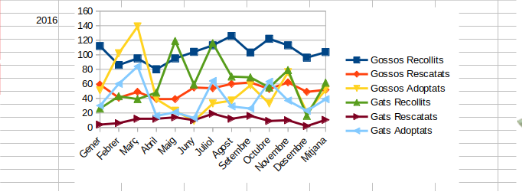 2016
160
140
120
100
80
60
40
20
0
Gener
Febrer
Març
Abril
Maig
Juny
Juliol
Agost
Setembre
Octubre
Novembre
Desembre
Mitjana
Gossos Recollits
Gossos Rescatats
Gossos Adoptats
Gats Recollits
Gats Rescatats
Gats Adoptats